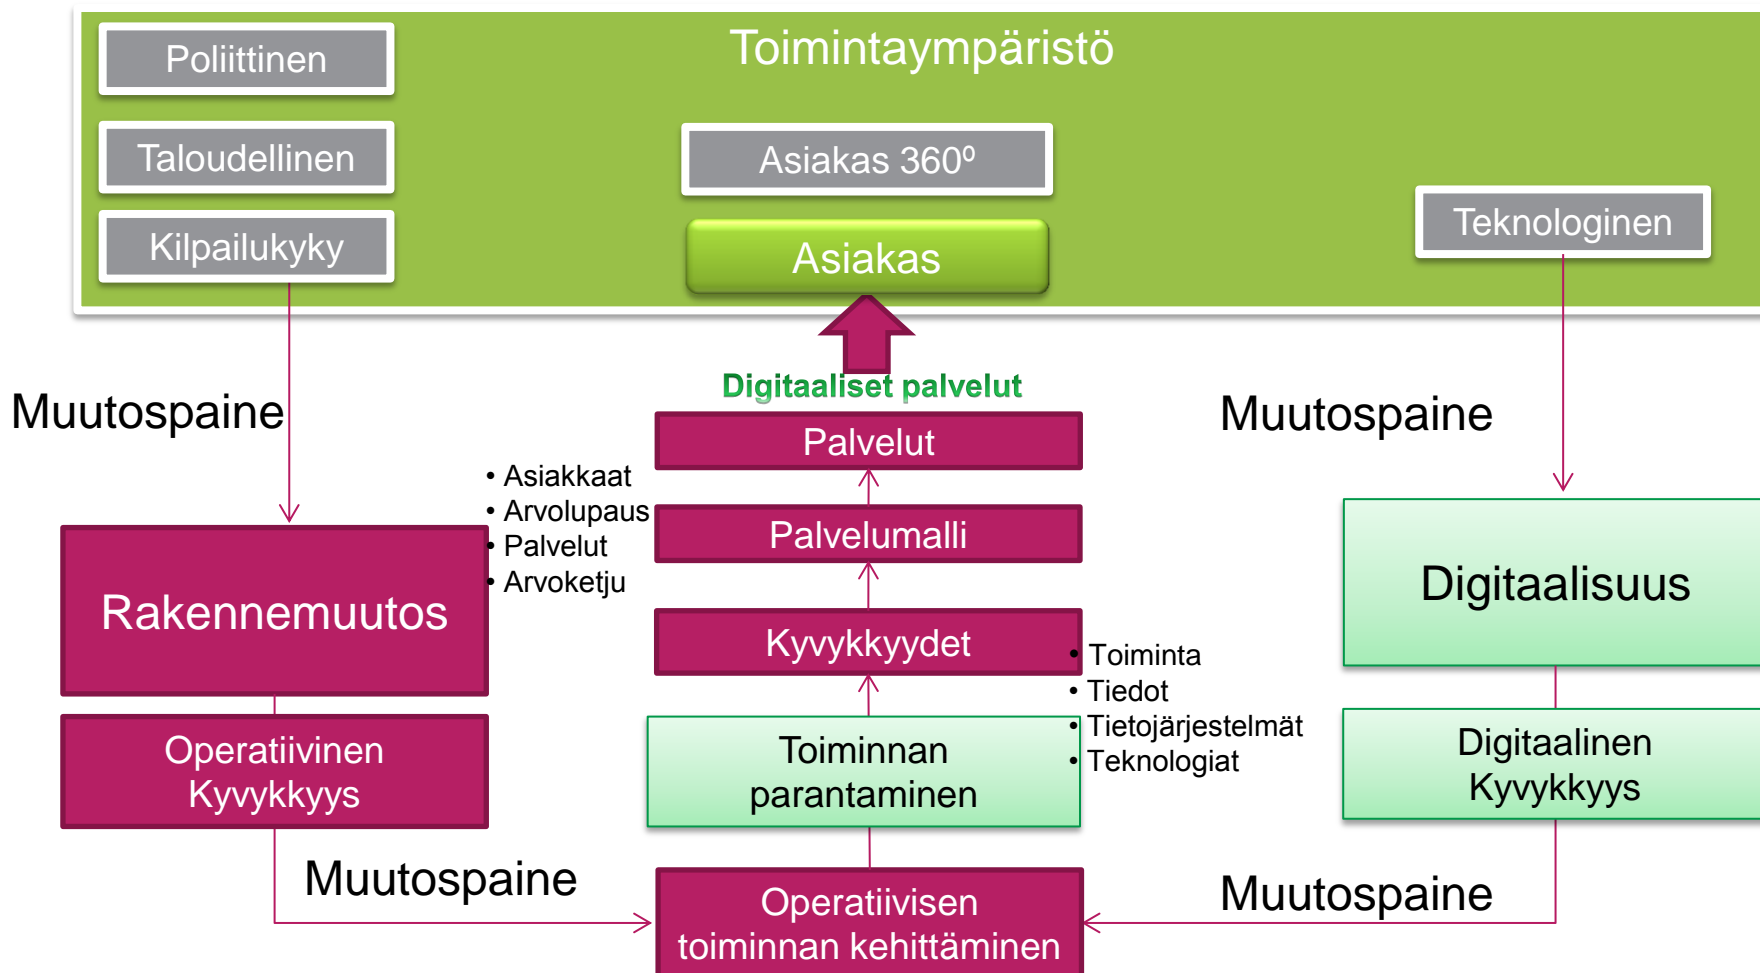 Toimintaympäristö
Poliittinen
Taloudellinen
Kilpailukyky
Asiakas 360º
Asiakas
Teknologinen
Muutospaine
Digitaaliset palvelut
Muutospaine
Palvelut
• Asiakkaat
• Arvolupaus
• Palvelut
• Arvoketju
Palvelumalli
Rakennemuutos
Digitaalisuus
Kyvykkyydet
• Toiminta
• Tiedot
• Tietojärjestelmät
• Teknologiat
Operatiivinen
Kyvykkyys
Toiminnan
parantaminen
Digitaalinen
Kyvykkyys
Muutospaine
Operatiivisen
toiminnan kehittäminen
Muutospaine